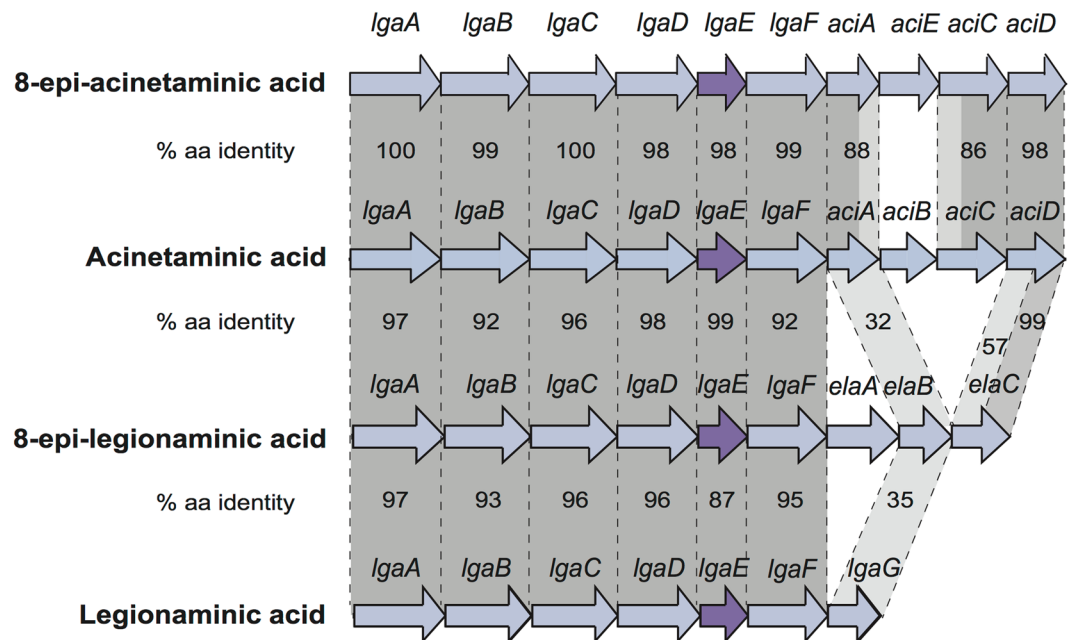 lgaA lgaB lgaC lgaD lgaE lgaF aciA aciE aciC aciD
8-epi-acinetaminic acid
% aa identity 100 99 100 98 98 99 88 86 98
lgaA lgaB lgaC lgaD lgaE lgaF aciA aciB aciC aciD
Acinetaminic acid
% aa identity 97 92 96 98 99 92 32 99
57
lgaA lgaB lgaC lgaD lgaE lgaF elaA elaB elaC
8-epi-legionaminic acid
% aa identity 97 93 96 96 87 95 35
lgaA lgaB lgaC lgaD lgaE lgaF lgaG
Legionaminic acid